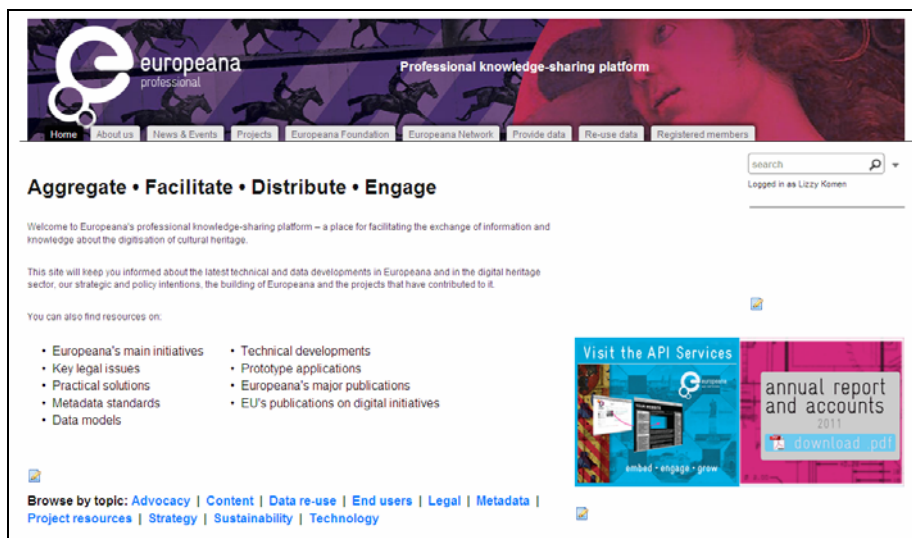 europeana
professional
Professional knowledge-sharing platform
Home
About us
News & Events
Projects
Europeana Foundation
Europeana Network
Provide data
Re-use data
Registered members
search
Logged in as Lizzy Komen
Aggregate • Facilitate • Distribute • Engage
Welcome to Europeana's professional knowledge-sharing platform – a place for facilitating the exchange of information and
knowledge about the digitisation of cultural heritage.
This site will keep you informed about the latest technical and data developments in Europeana and in the digital heritage
sector, our strategic and policy intentions, the building of Europeana and the projects that have contributed to it.
You can also find resources on:
• Europeana's main initiatives
• Key legal issues
• Practical solutions
• Metadata standards
• Data models
• Technical developments
• Prototype applications
• Europeana's major publications
• EU's publications on digital initiatives
Visit the API Services
europeana
embed • engage • grow
annual report
and accounts
2011
download .pdf
Browse by topic: Advocacy | Content | Data re-use | End users | Legal | Metadata |
Project resources | Strategy | Sustainability | Technology